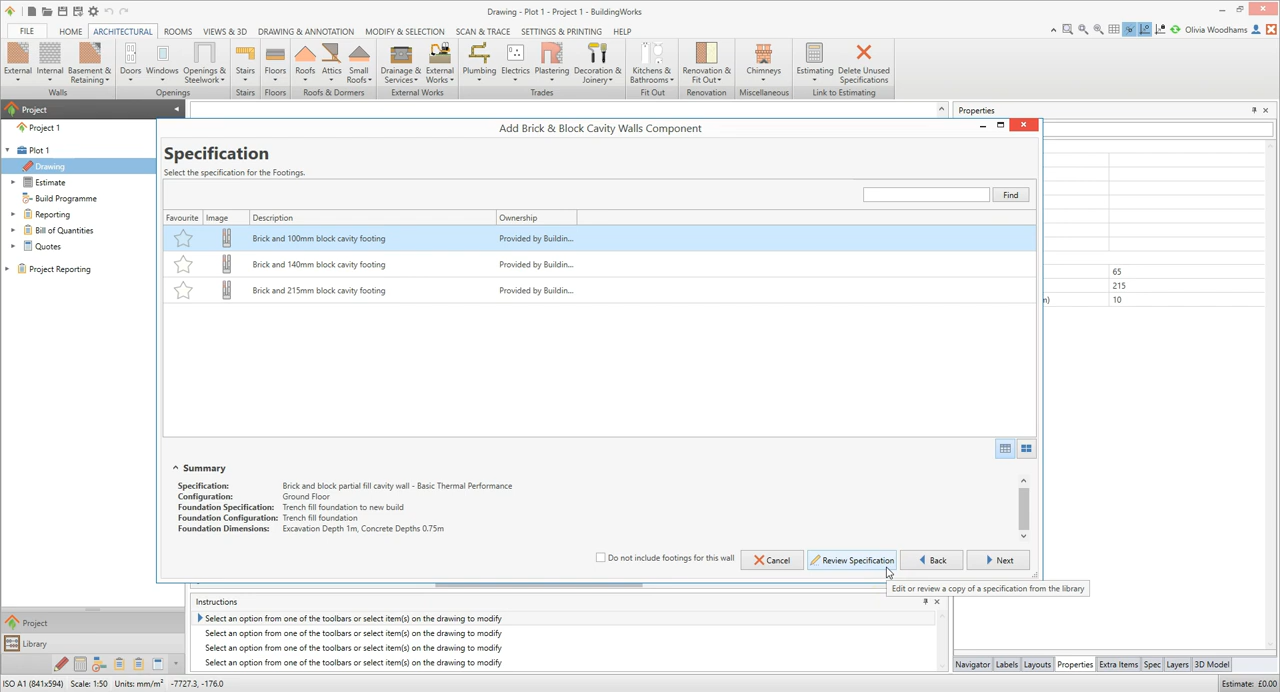 Drawing - Plot 1 - Project 1 - BuildingWorks
FILE HOME ARCHITECTURAL ROOMS VIEWS & 3D DRAWING & ANNOTATION MODIFY & SELECTION SCAN & TRACE SETTINGS PRINTING HELP
Olivia Woodhams
External Internal Basement & Retaining Doors Windows Openings & Steelwork Stairs Floors Roofs Attics Small Roofs Drainage & Services External Works Plumbing Electrics Plastering Decoration & Joinery Kitchens & Bathrooms Renovation & Fit Out Chimneys Estimating Delete Unused Specifications
Walls Openings Stairs Floors Roofs & Dormers External Works Trades Fit Out Renovation Miscellaneous Link to Estimating
Project
Project 1
Plot 1
Drawing
Estimate
Build Programme
Reporting
Bill of Quantities
Quotes
Project Reporting
Project
Library
Add Brick & Block Cavity Walls Component
Specification
Select the specification for the Footings.
Find
Favourite Image Description Ownership
Brick and 100mm block cavity footing Provided by Buildin...
Brick and 140mm block cavity footing Provided by Buildin...
Brick and 215mm block cavity footing Provided by Buildin...
Summary
Specification: Brick and block partial fill cavity wall - Basic Thermal Performance
Configuration: Ground Floor
Foundation Specification: Trench fill foundation to new build
Foundation Configuration: Trench fill foundation
Foundation Dimensions: Excavation Depth 1m, Concrete Depths 0.75m
Do not include footings for this wall Cancel Review Specification Back Next
Edit or review a copy of a specification from the library
Properties
65
215
n) 10
Instructions
Select an option from one of the toolbars or select item(s) on the drawing to modify
Select an option from one of the toolbars or select item(s) on the drawing to modify
Select an option from one of the toolbars or select item(s) on the drawing to modify
Select an option from one of the toolbars or select item(s) on the drawing to modify
Navigator Labels Layouts Properties Extra Items Spec Layers 3D Model
ISO A1 (841x594) Scale: 1:50 Units: mm/m² -7727.3, -176.0 Estimate: £0.00